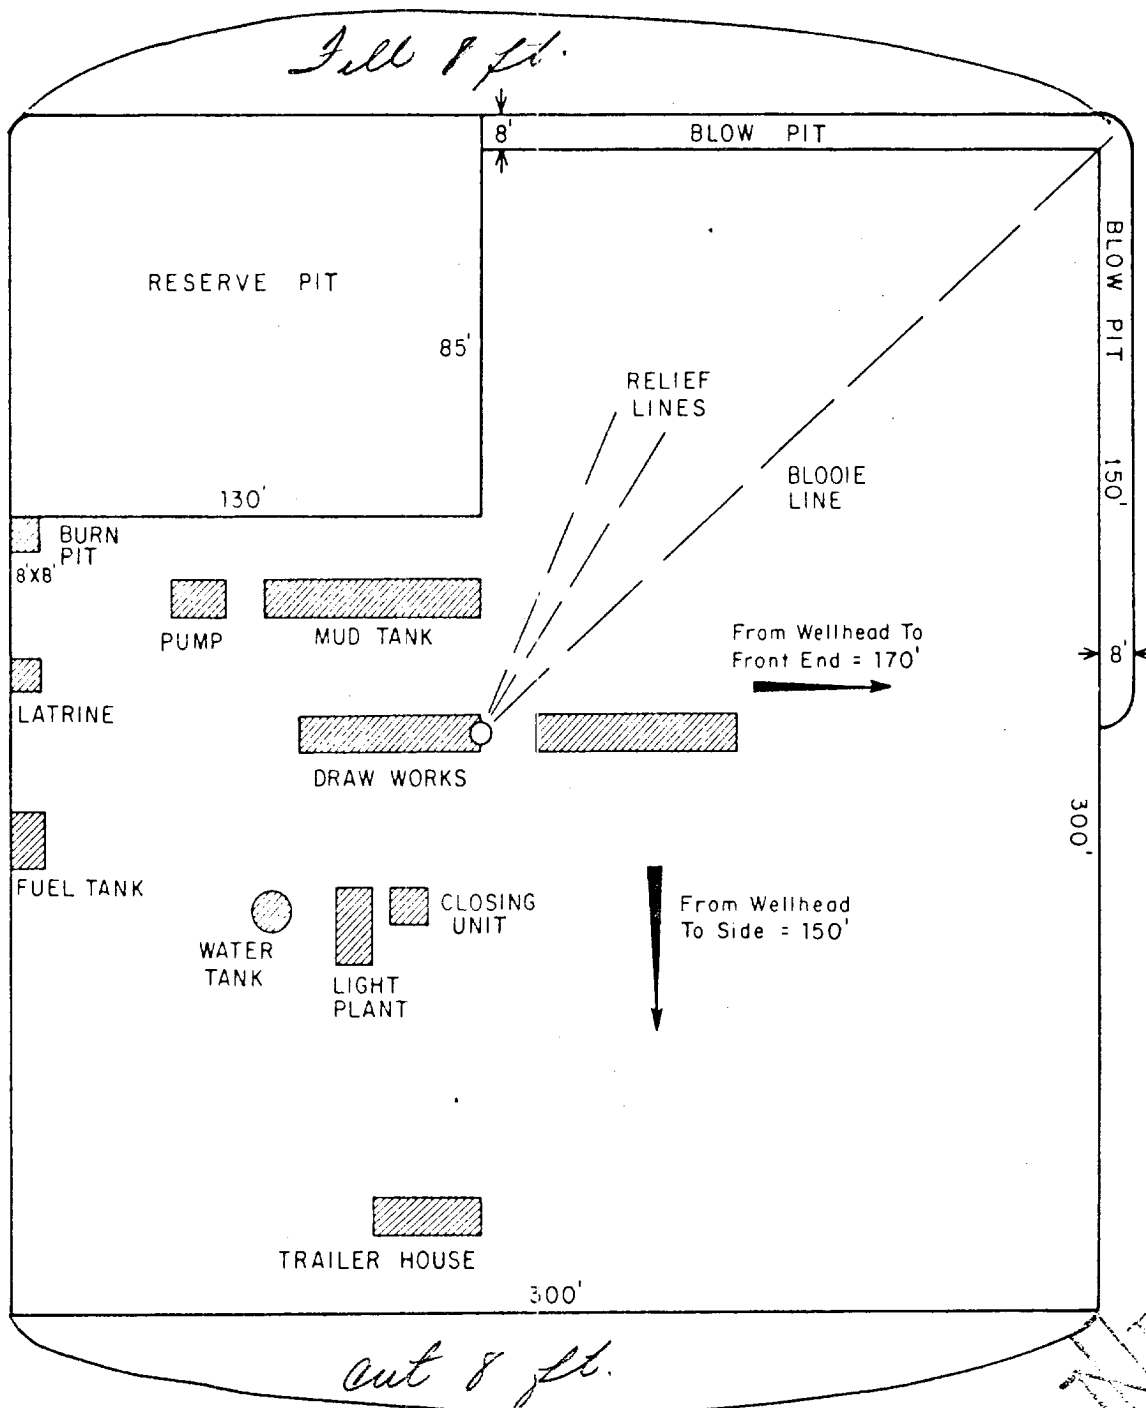 Fill 8 ft.
8'
BLOW PIT
RESERVE PIT
85'
130'
BLOW PIT
150'
RELIEF
LINES
BLOOIE
LINE
BURN
PIT
8'X8'
PUMP
MUD TANK
From Wellhead To
Front End = 170'
8'
LATRINE
DRAW WORKS
300'
FUEL TANK
CLOSING
UNIT
From Wellhead
To Side = 150'
WATER
TANK
LIGHT
PLANT
TRAILER HOUSE
300'
cut 8 ft.